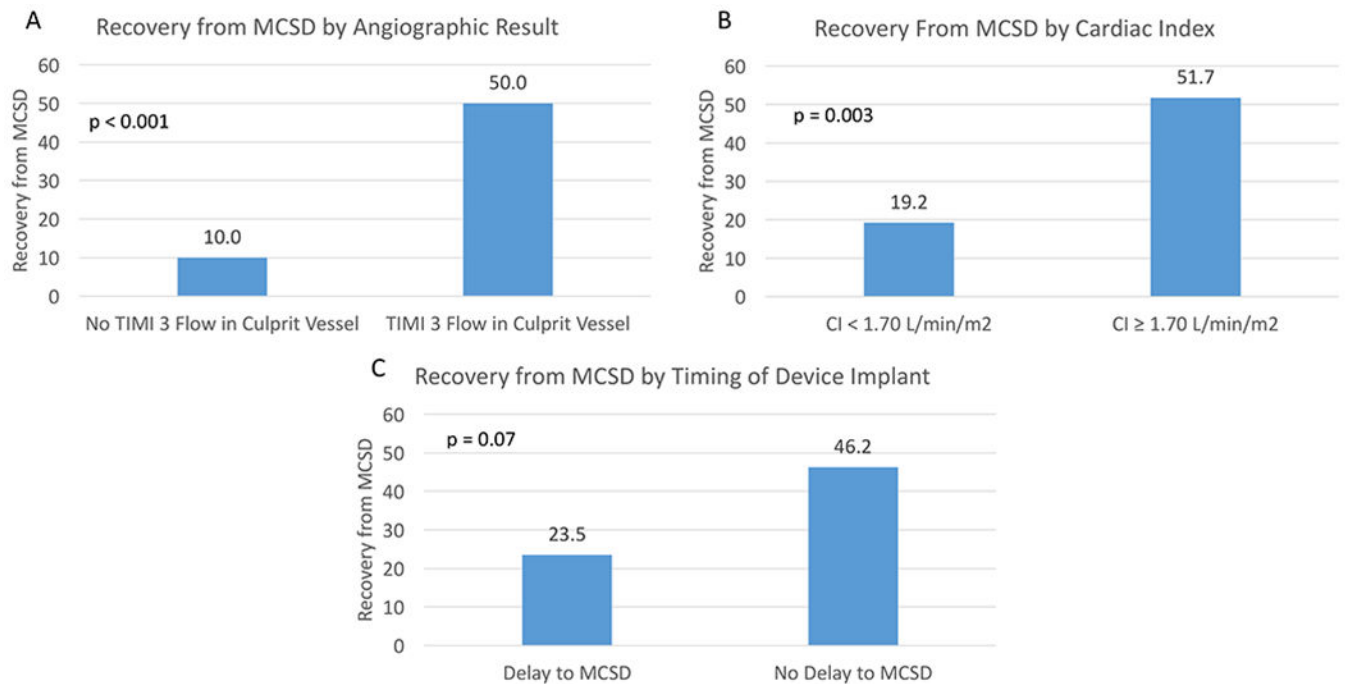 A
Recovery from MCSD by Angiographic Result
Recovery from MCSD
60
50
40
30
20
10
0
p < 0.001
10.0
50.0
No TIMI 3 Flow in Culprit Vessel
TIMI 3 Flow in Culprit Vessel
B
Recovery From MCSD by Cardiac Index
Recovery from MCSD
60
50
40
30
20
10
0
p = 0.003
19.2
51.7
CI < 1.70 L/min/m2
CI ≥ 1.70 L/min/m2
C
Recovery from MCSD by Timing of Device Implant
Recovery from MCSD
60
50
40
30
20
10
0
p = 0.07
23.5
46.2
Delay to MCSD
No Delay to MCSD